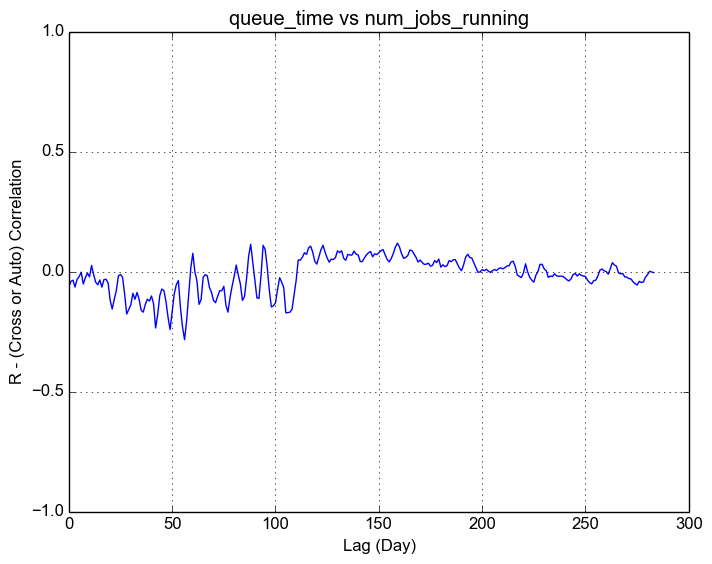 queue_time vs num_jobs_running
1.0
0.5
0.0
−0.5
−1.0
R - (Cross or Auto) Correlation
0 50 100 150 200 250 300
Lag (Day)